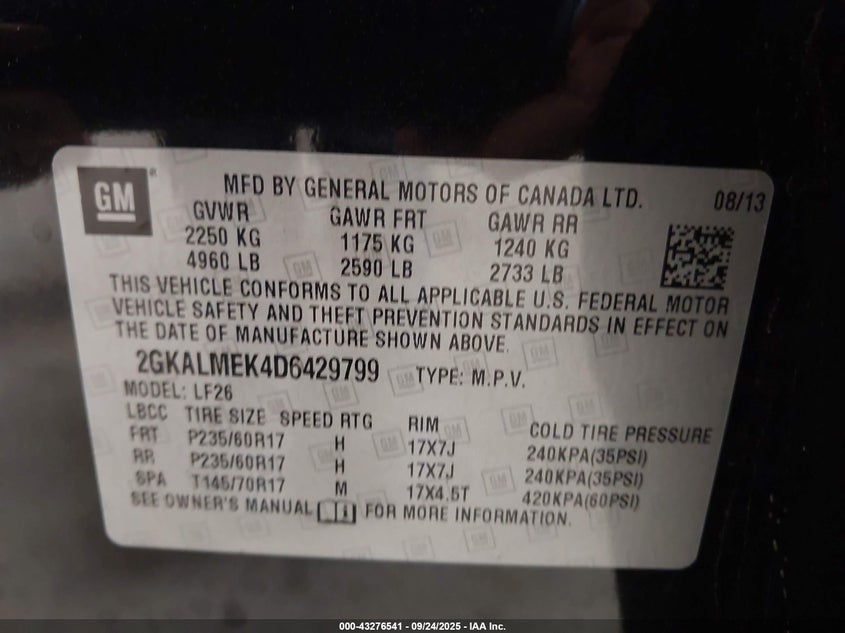 GM ® MFD BY GENERAL MOTORS OF CANADA LTD. 08/13
GVWR GAWR FRT GAWR RR
2250 KG 1175 KG 1240 KG
4960 LB 2590 LB 2733 LB
THIS VEHICLE CONFORMS TO ALL APPLICABLE U.S. FEDERAL MOTOR
VEHICLE SAFETY AND THEFT PREVENTION STANDARDS IN EFFECT ON
THE DATE OF MANUFACTURE SHOWN ABOVE.
2GKALMEK4D6429799 TYPE: M.P.V.
MODEL: LF26
LBCC TIRE SIZE SPEED RTG RIM COLD TIRE PRESSURE
FRT P235/60R17 H 17X7J 240KPA(35PSI)
RR P235/60R17 H 17X7J 240KPA(35PSI)
SPA T145/70R17 M 17X4.5T 420KPA(60PSI)
SEE OWNER'S MANUAL FOR MORE INFORMATION.
000-43276541 - 09/24/2025 - IAA Inc.